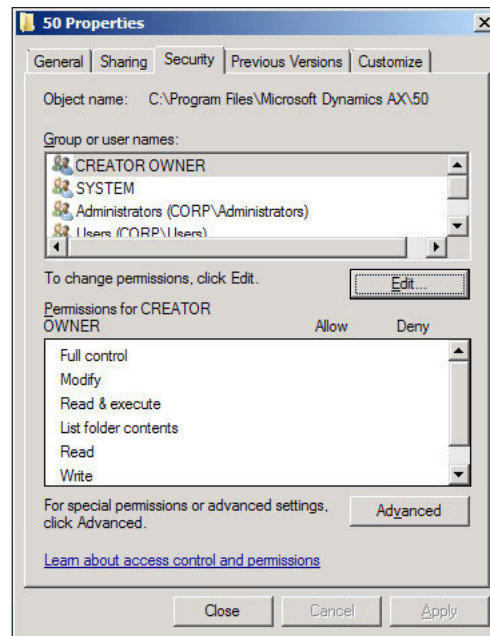 50 Properties
General Sharing Security Previous Versions Customize
Object name: C:\Program Files\Microsoft Dynamics AX\50
Group or user names:
CREATOR OWNER
SYSTEM
Administrators (CORP\Administrators)
Users (CORP\Users)
To change permissions, click Edit.
Edit...
Permissions for CREATOR
OWNER Allow Deny
Full control
Modify
Read & execute
List folder contents
Read
Write
For special permissions or advanced settings,
click Advanced.
Advanced
Learn about access control and permissions
Close Cancel Apply